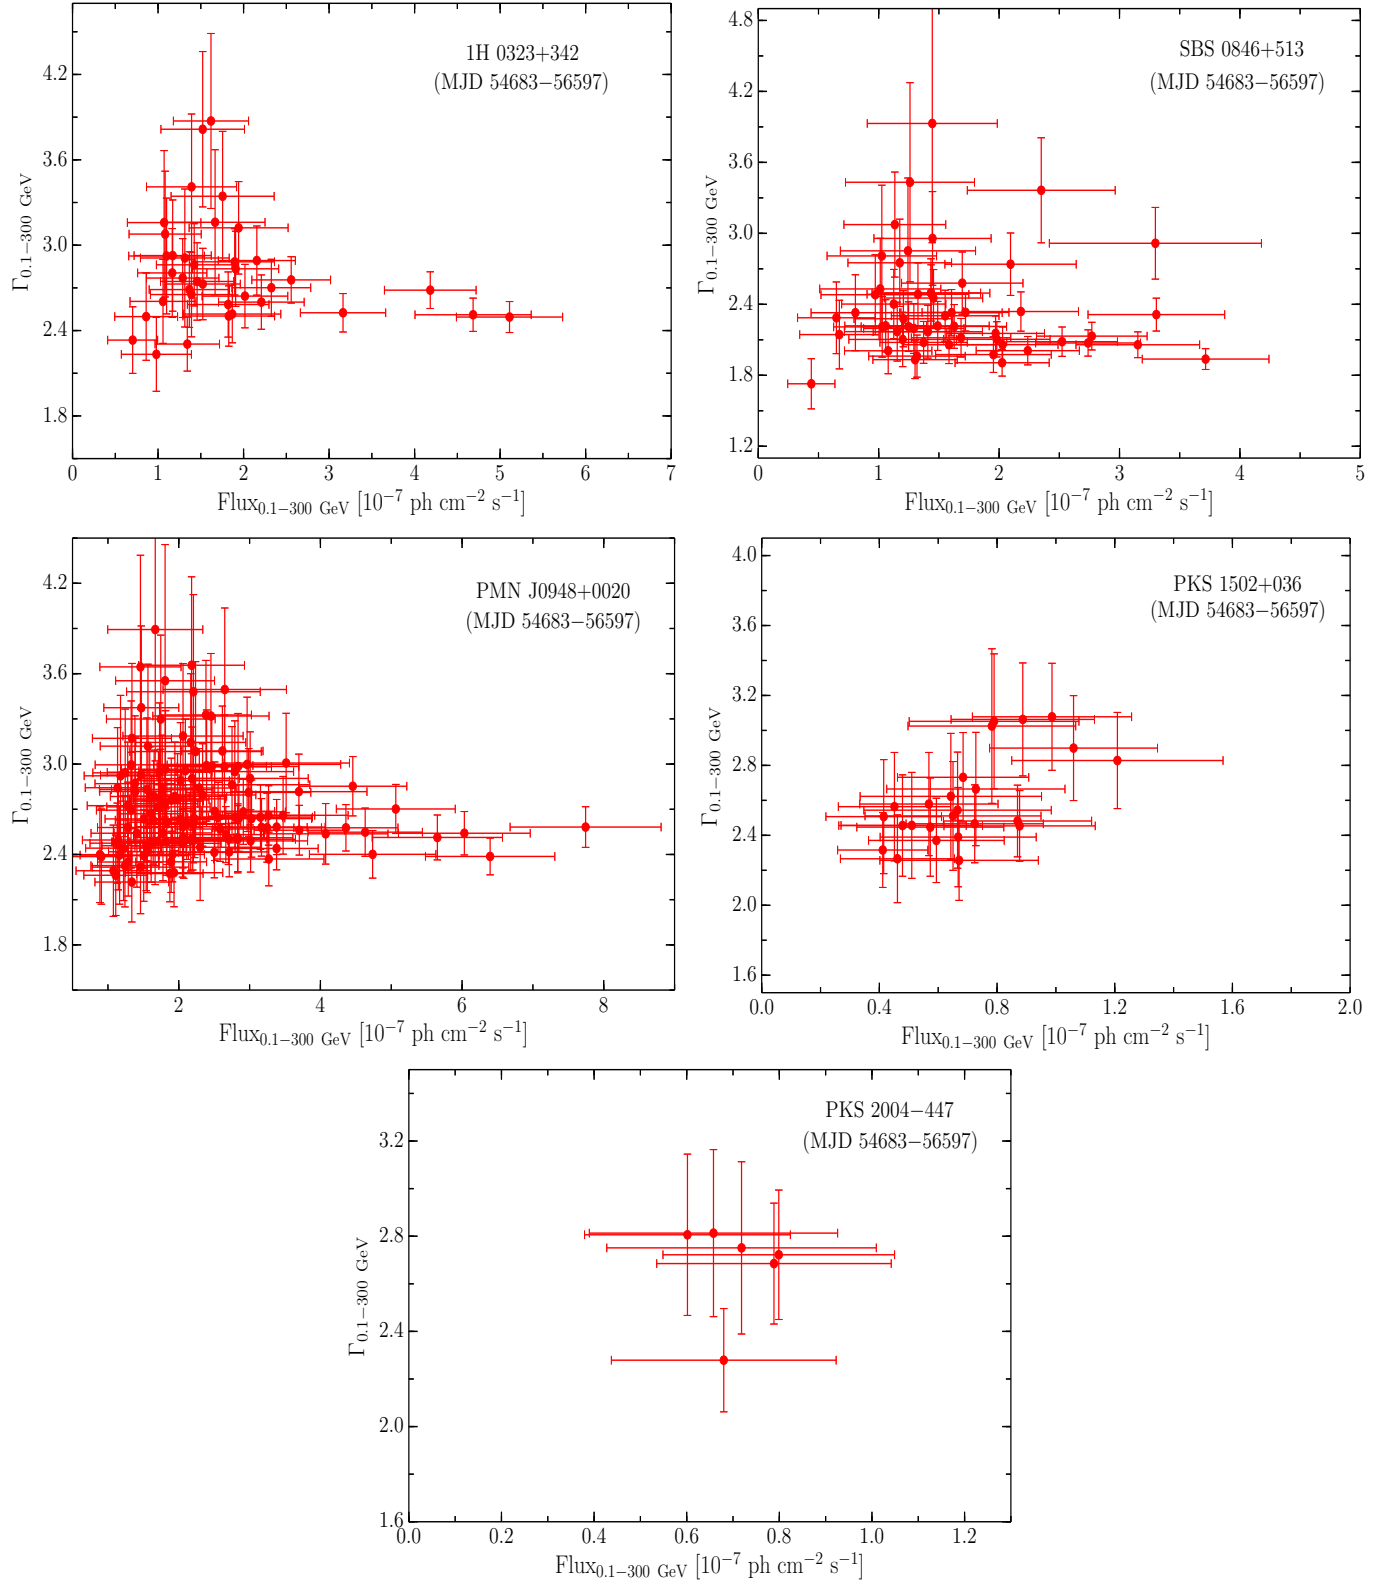 1H 0323+342
(MJD 54683−56597)
4.2
3.6
3.0
2.4
1.8
Γ0.1−300 GeV
0 1 2 3 4 5 6 7
Flux0.1−300 GeV [10−7 ph cm−2 s−1]
SBS 0846+513
(MJD 54683−56597)
4.8
4.2
3.6
3.0
2.4
1.8
1.2
Γ0.1−300 GeV
0 1 2 3 4 5
Flux0.1−300 GeV [10−7 ph cm−2 s−1]
PMN J0948+0020
(MJD 54683−56597)
4.2
3.6
3.0
2.4
1.8
Γ0.1−300 GeV
2 4 6 8
Flux0.1−300 GeV [10−7 ph cm−2 s−1]
PKS 1502+036
(MJD 54683−56597)
4.0
3.6
3.2
2.8
2.4
2.0
1.6
Γ0.1−300 GeV
0.0 0.4 0.8 1.2 1.6 2.0
Flux0.1−300 GeV [10−7 ph cm−2 s−1]
PKS 2004−447
(MJD 54683−56597)
3.2
2.8
2.4
2.0
1.6
Γ0.1−300 GeV
0.0 0.2 0.4 0.6 0.8 1.0 1.2
Flux0.1−300 GeV [10−7 ph cm−2 s−1]